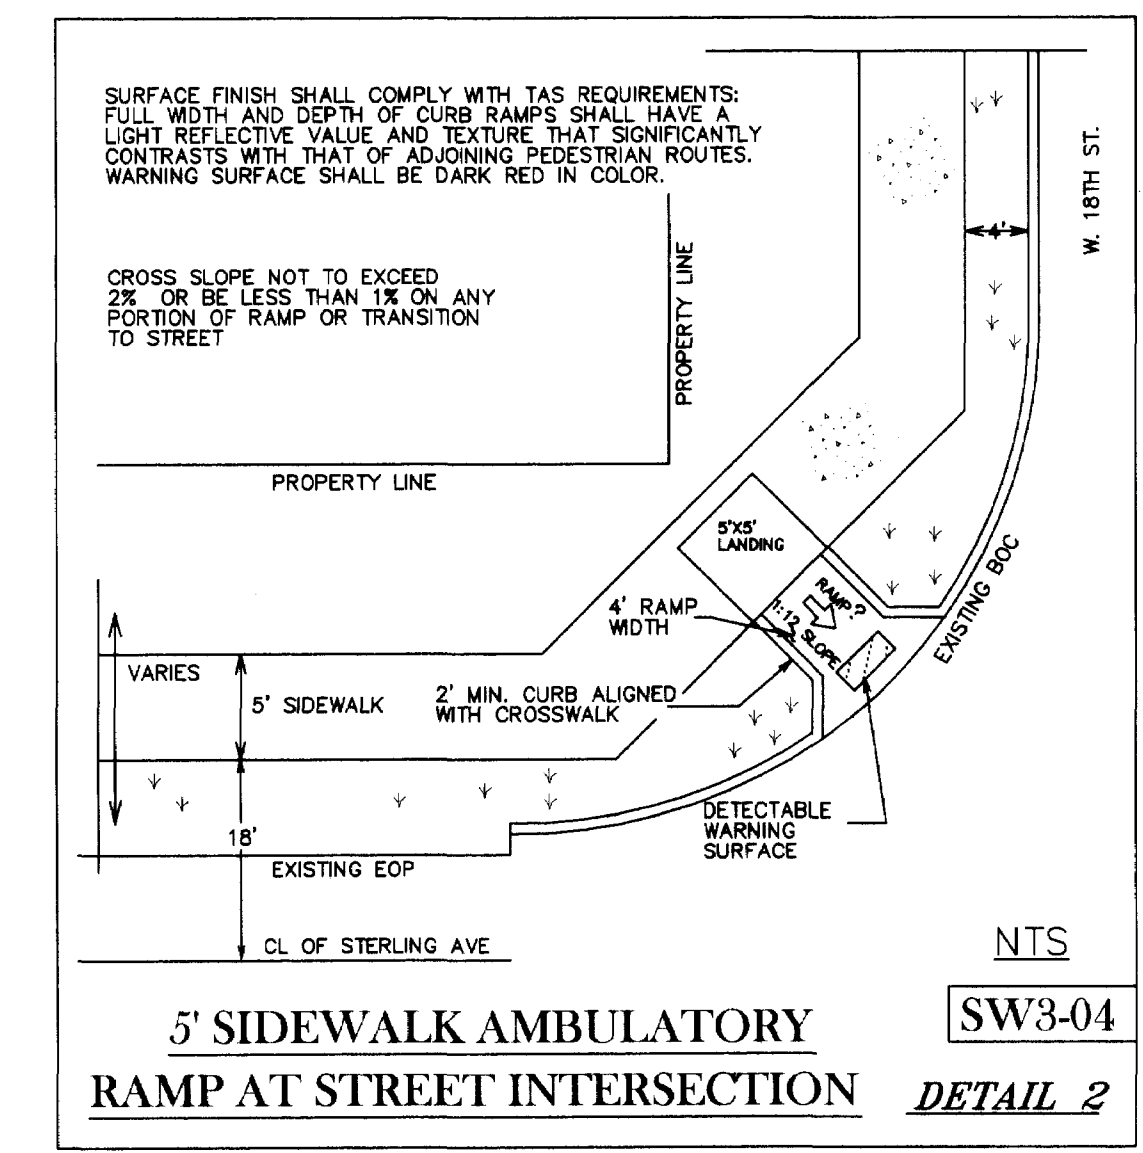 SURFACE FINISH SHALL COMPLY WITH TAS REQUIREMENTS:
FULL WIDTH AND DEPTH OF CURB RAMPS SHALL HAVE A
LIGHT REFLECTIVE VALUE AND TEXTURE THAT SIGNIFICANTLY
CONTRASTS WITH THAT OF ADJOINING PEDESTRIAN ROUTES.
WARNING SURFACE SHALL BE DARK RED IN COLOR.
W. 18TH ST.
4'
CROSS SLOPE NOT TO EXCEED
2% OR BE LESS THAN 1% ON ANY
PORTION OF RAMP OR TRANSITION
TO STREET
PROPERTY LINE
PROPERTY LINE
5'X5'
LANDING
EXISTING BOC
RAMP?
1:12 SLOPE
4' RAMP
WIDTH
VARIES
5' SIDEWALK
2' MIN. CURB ALIGNED
WITH CROSSWALK
DETECTABLE
WARNING
SURFACE
18'
EXISTING EOP
CL OF STERLING AVE
NTS
SW3-04
5' SIDEWALK AMBULATORY
RAMP AT STREET INTERSECTION
DETAIL 2